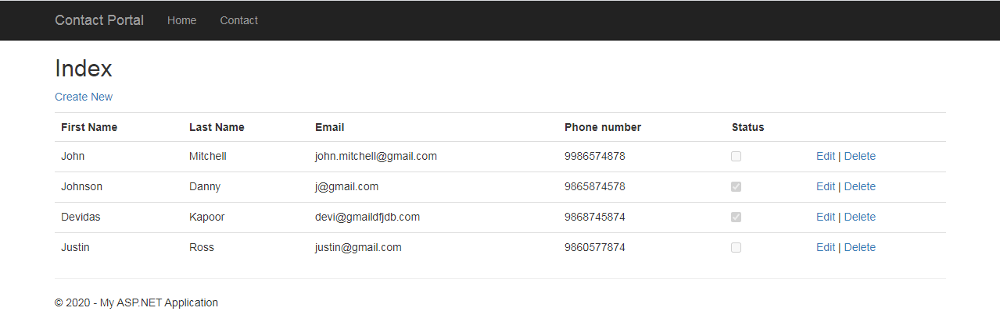 Contact Portal Home Contact
Index
Create New
First Name Last Name Email Phone number Status
John Mitchell john.mitchell@gmail.com 9986574878 Edit | Delete
Johnson Danny j@gmail.com 9865874578 Edit | Delete
Devidas Kapoor devi@gmaildfjdb.com 9868745874 Edit | Delete
Justin Ross justin@gmail.com 9860577874 Edit | Delete
© 2020 - My ASP.NET Application